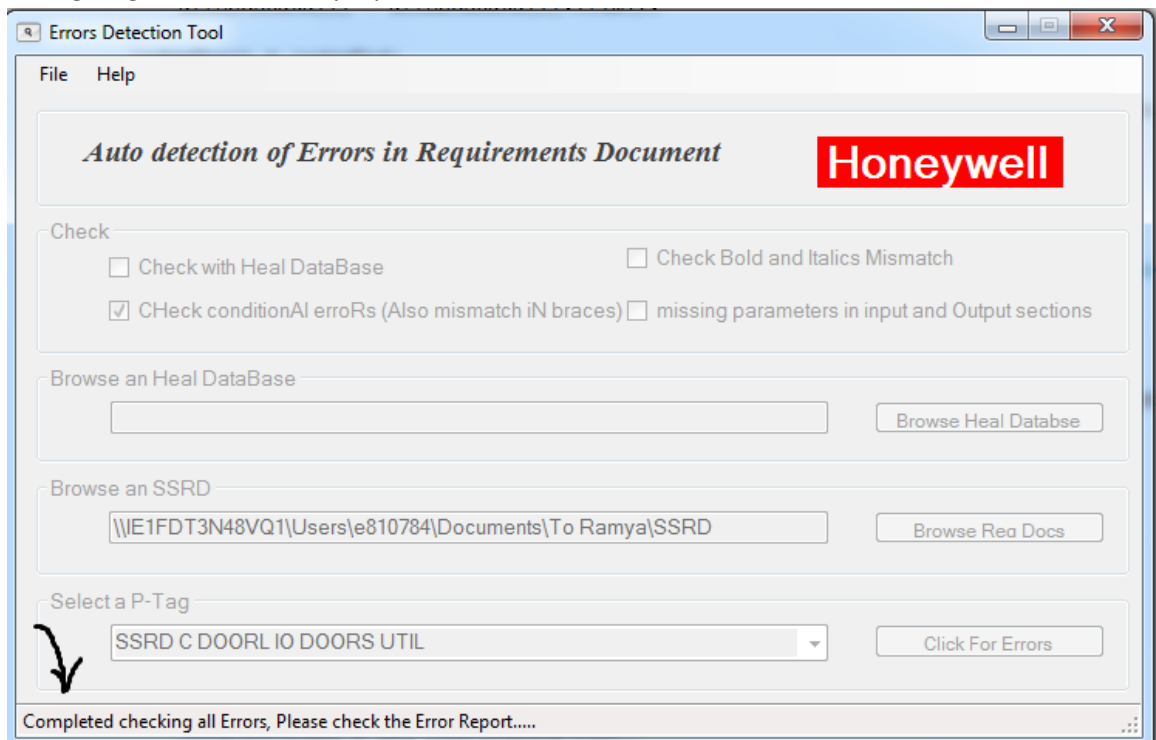 Errors Detection Tool
File Help
Auto detection of Errors in Requirements Document
Honeywell
Check
Check with Heal DataBase
Check Bold and Italics Mismatch
CHeck conditionAl erroRs (Also mismatch iN braces)
missing parameters in input and Output sections
Browse an Heal DataBase
Browse Heal Databse
Browse an SSRD
\\IE1FDT3N48VQ1\Users\e810784\Documents\To Ramya\SSRD
Browse Req Docs
Select a P-Tag
SSRD C DOORL IO DOORS UTIL
Click For Errors
Completed checking all Errors, Please check the Error Report.....